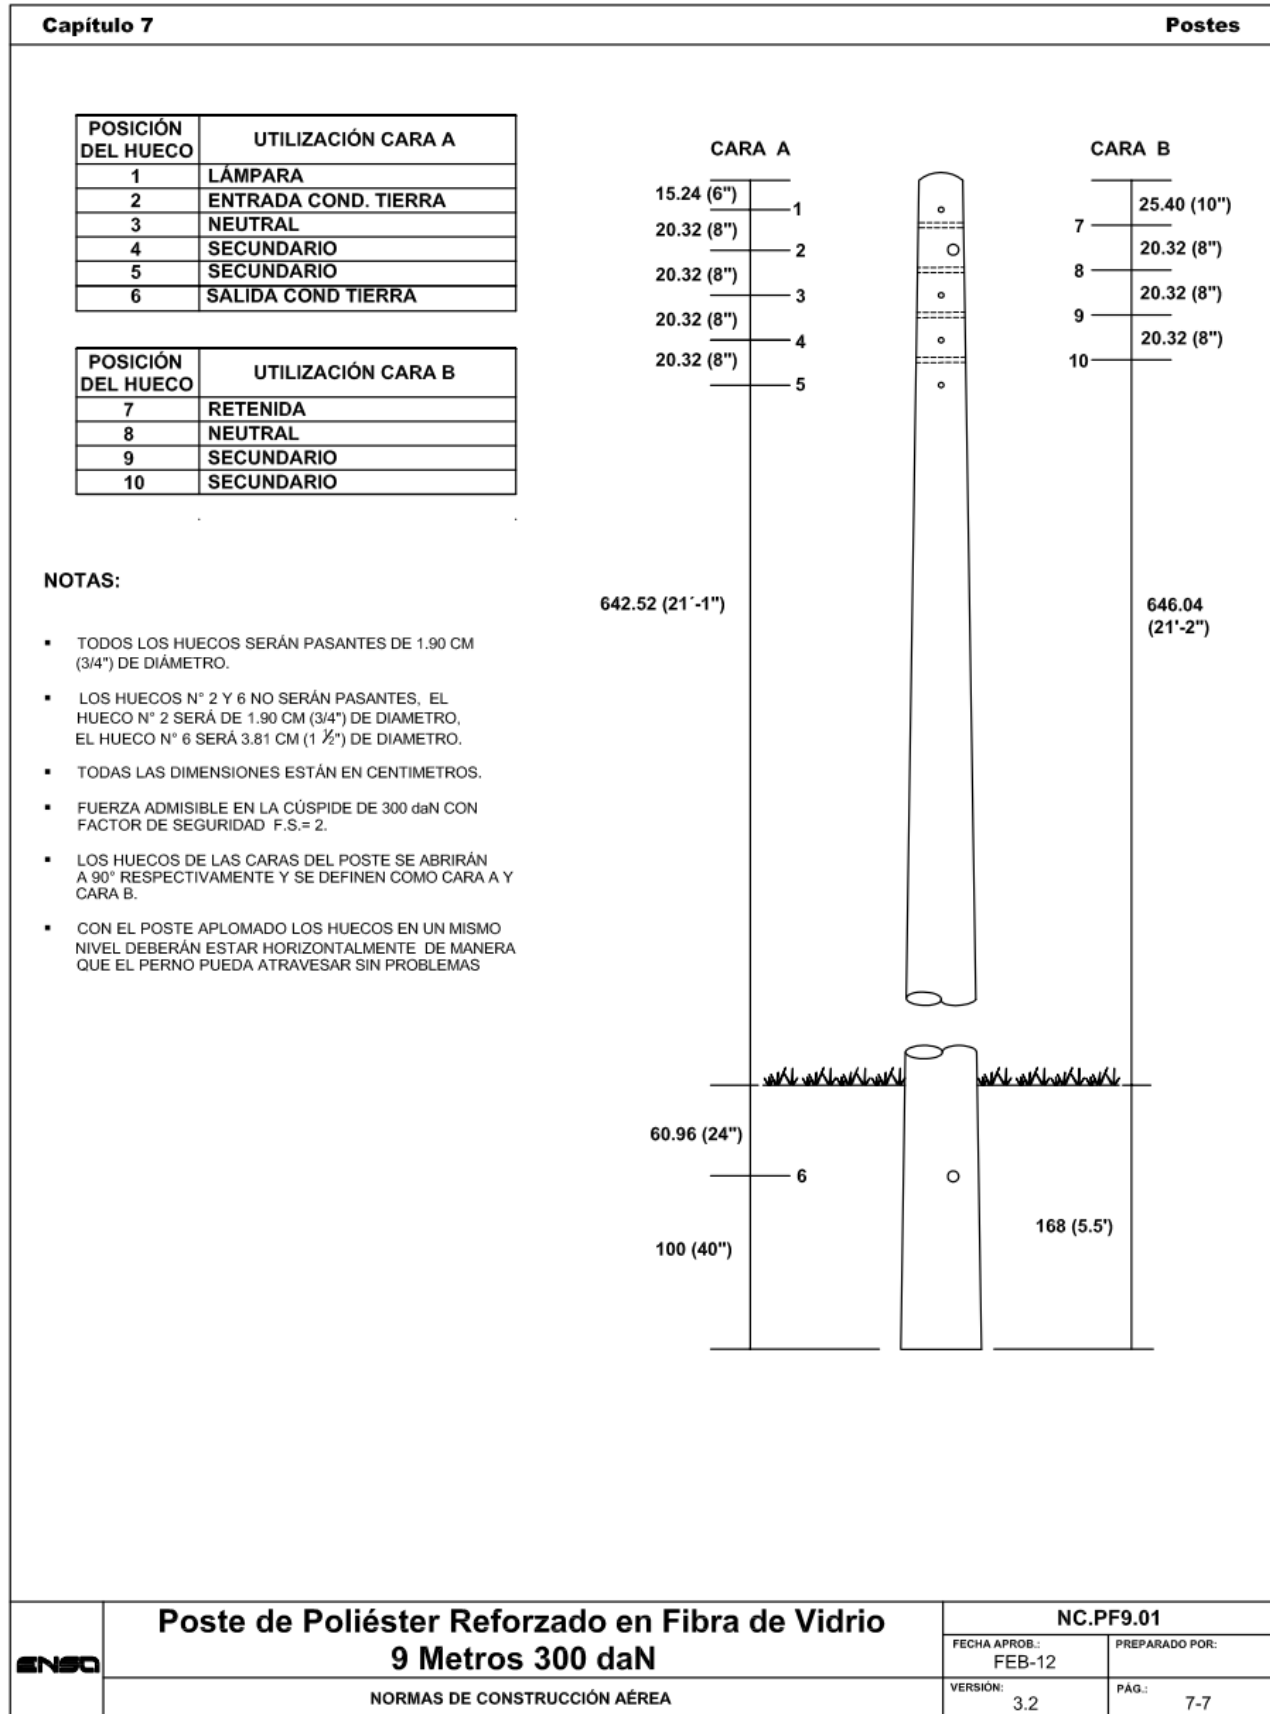 Capítulo 7
Postes
POSICIÓN DEL HUECO UTILIZACIÓN CARA A
1 LÁMPARA
2 ENTRADA COND. TIERRA
3 NEUTRAL
4 SECUNDARIO
5 SECUNDARIO
6 SALIDA COND TIERRA
POSICIÓN DEL HUECO UTILIZACIÓN CARA B
7 RETENIDA
8 NEUTRAL
9 SECUNDARIO
10 SECUNDARIO
NOTAS:
▪ TODOS LOS HUECOS SERÁN PASANTES DE 1.90 CM
(3/4") DE DIÁMETRO.
▪ LOS HUECOS N° 2 Y 6 NO SERÁN PASANTES, EL
HUECO N° 2 SERÁ DE 1.90 CM (3/4") DE DIAMETRO,
EL HUECO N° 6 SERÁ 3.81 CM (1 ½") DE DIAMETRO.
▪ TODAS LAS DIMENSIONES ESTÁN EN CENTIMETROS.
▪ FUERZA ADMISIBLE EN LA CÚSPIDE DE 300 daN CON
FACTOR DE SEGURIDAD F.S.= 2.
▪ LOS HUECOS DE LAS CARAS DEL POSTE SE ABRIRÁN
A 90° RESPECTIVAMENTE Y SE DEFINEN COMO CARA A Y
CARA B.
▪ CON EL POSTE APLOMADO LOS HUECOS EN UN MISMO
NIVEL DEBERÁN ESTAR HORIZONTALMENTE DE MANERA
QUE EL PERNO PUEDA ATRAVESAR SIN PROBLEMAS
CARA A
15.24 (6")
1
20.32 (8")
2
20.32 (8")
3
20.32 (8")
4
20.32 (8")
5
642.52 (21´-1")
60.96 (24")
6
100 (40")
CARA B
25.40 (10")
7
20.32 (8")
8
20.32 (8")
9
20.32 (8")
10
646.04
(21'-2")
168 (5.5')
ENSA
Poste de Poliéster Reforzado en Fibra de Vidrio
9 Metros 300 daN
NORMAS DE CONSTRUCCIÓN AÉREA
NC.PF9.01
FECHA APROB.:
FEB-12
PREPARADO POR:
VERSIÓN:
3.2
PÁG.:
7-7